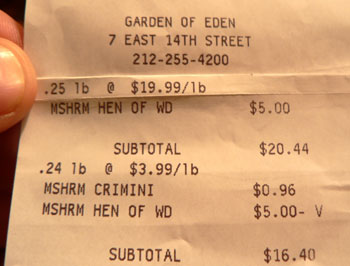 GARDEN OF EDEN
7 EAST 14TH STREET
212-255-4200
.25 lb @ $19.99/lb
MSHRM HEN OF WD $5.00
SUBTOTAL $20.44
.24 lb @ $3.99/lb
MSHRM CRIMINI $0.96
MSHRM HEN OF WD $5.00- V
SUBTOTAL $16.40